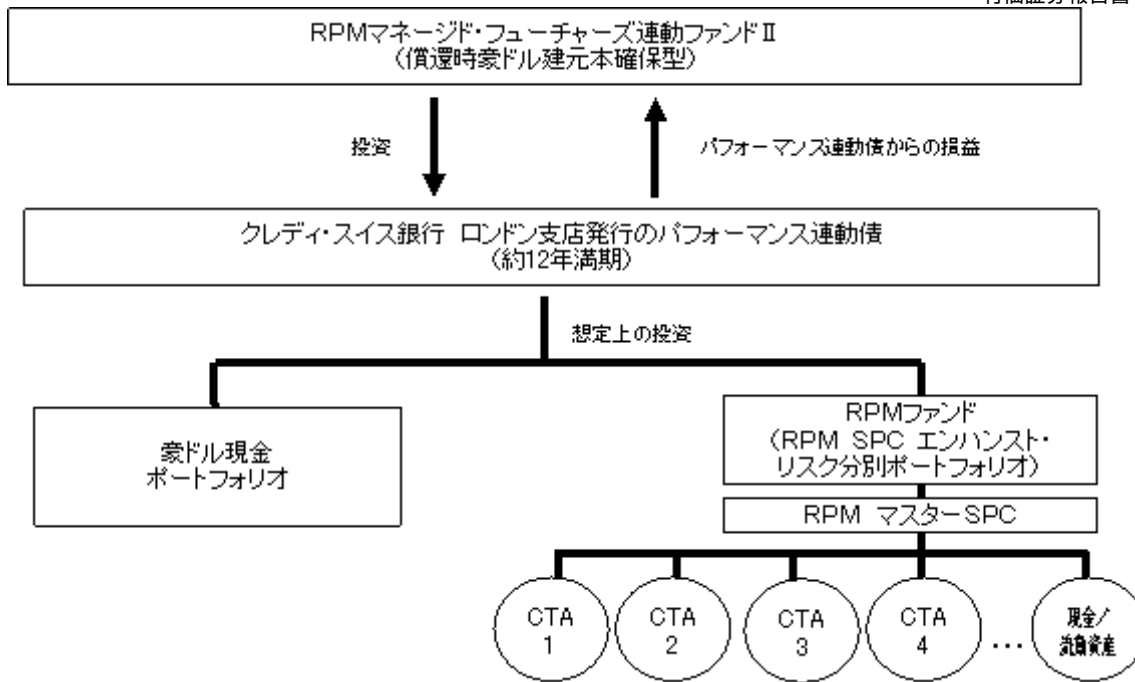 RPMマネージド・フューチャーズ連動ファンドⅡ
(償還時豪ドル建元本確保型)
投資
パフォーマンス連動債からの損益
クレディ・スイス銀行 ロンドン支店発行のパフォーマンス連動債
(約12年満期)
想定上の投資
豪ドル現金
ポートフォリオ
RPMファンド
(RPM SPC エンハンスト・
リスク分別ポートフォリオ)
RPM マスターSPC
CTA
1
CTA
2
CTA
3
CTA
4
...
現金/
流動資産